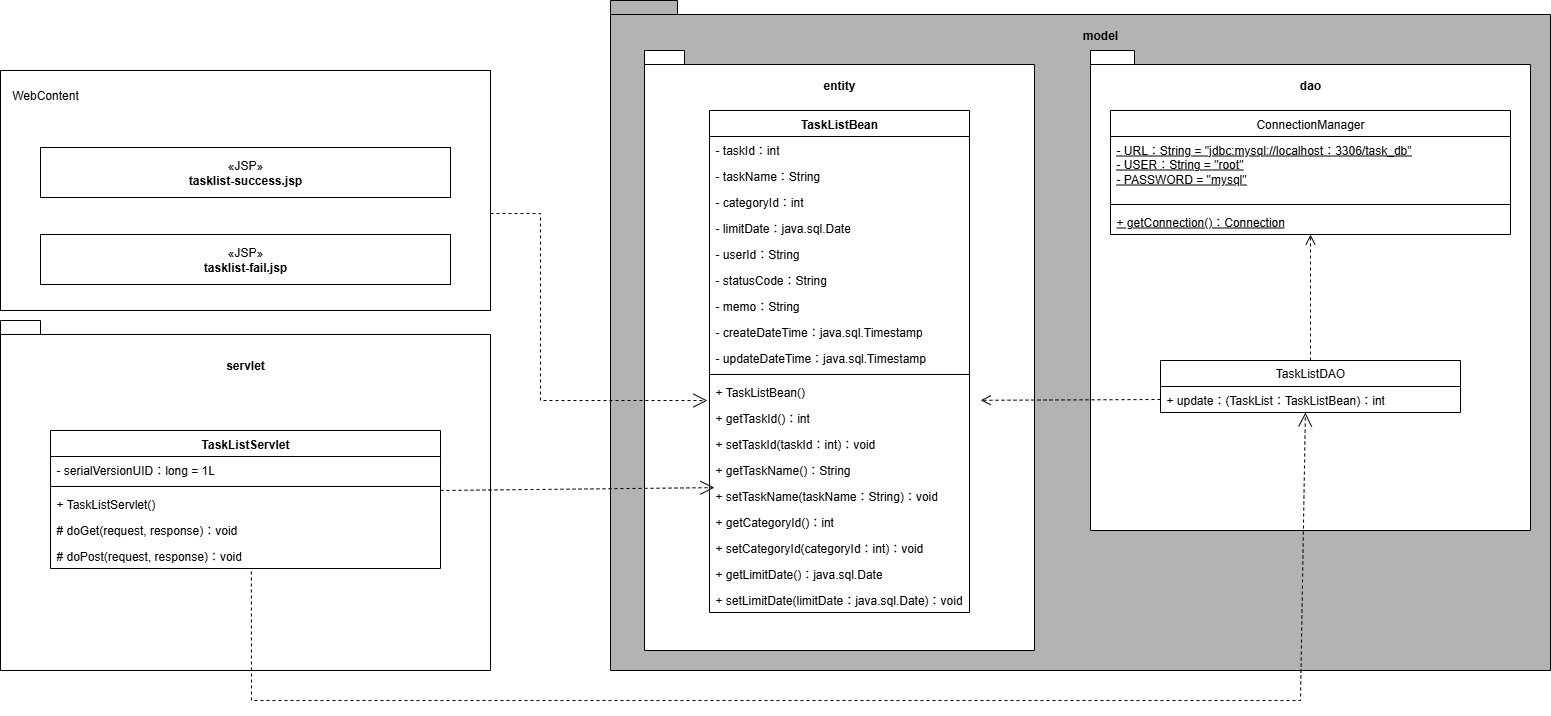 model
WebContent
«JSP»
tasklist-success.jsp
«JSP»
tasklist-fail.jsp
servlet
TaskListServlet
- serialVersionUID：long = 1L
+ TaskListServlet()
# doGet(request, response)：void
# doPost(request, response)：void
entity
TaskListBean
- taskId：int
- taskName：String
- categoryId：int
- limitDate：java.sql.Date
- userId：String
- statusCode：String
- memo：String
- createDateTime：java.sql.Timestamp
- updateDateTime：java.sql.Timestamp
+ TaskListBean()
+ getTaskId()：int
+ setTaskId(taskId：int)：void
+ getTaskName()：String
+ setTaskName(taskName：String)：void
+ getCategoryId()：int
+ setCategoryId(categoryId：int)：void
+ getLimitDate()：java.sql.Date
+ setLimitDate(limitDate：java.sql.Date)：void
dao
ConnectionManager
- URL：String = "jdbc:mysql://localhost：3306/task_db"
- USER：String = "root"
- PASSWORD = "mysql"
+ getConnection()：Connection
TaskListDAO
+ update：(TaskList：TaskListBean)：int